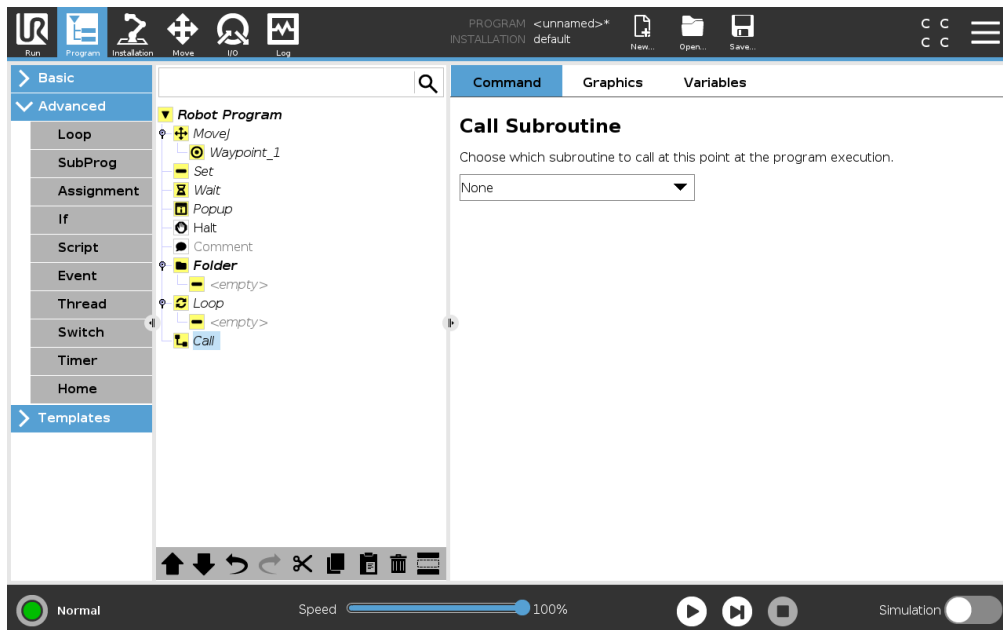 PROGRAM <unnamed>*
INSTALLATION default
UR
Run
Program
Installation
Move
I/O
Log
New...
Open...
Save...
C C
C C
Basic
Advanced
Loop
SubProg
Assignment
If
Script
Event
Thread
Switch
Timer
Home
Templates
Robot Program
MoveJ
Waypoint_1
Set
Wait
Popup
Halt
Comment
Folder
<empty>
Loop
<empty>
Call
Command Graphics Variables
Call Subroutine
Choose which subroutine to call at this point at the program execution.
None
Normal
Speed 100%
Simulation